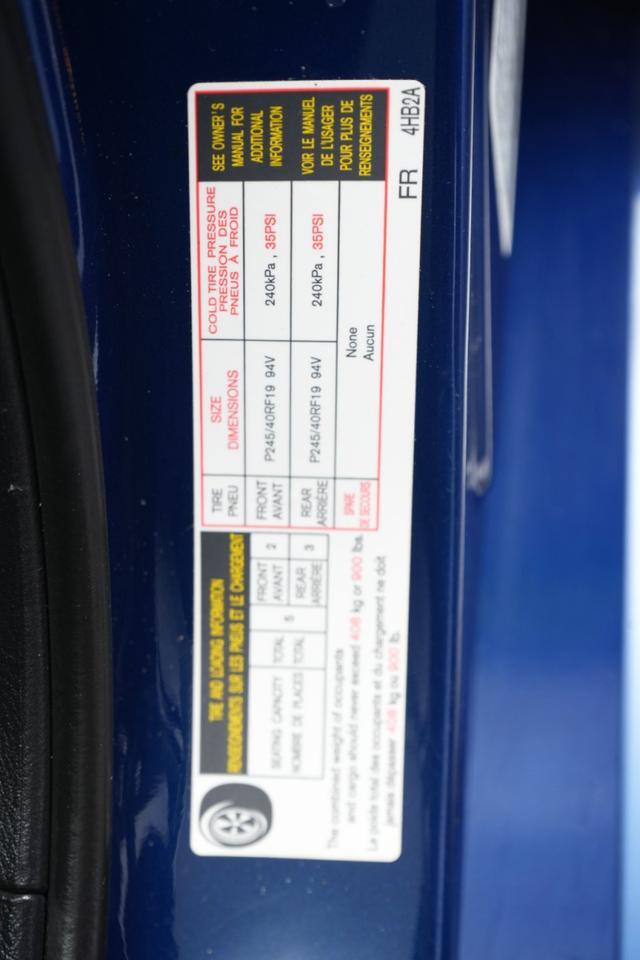 TIRE AND LOADING INFORMATION
RENSEIGNEMENTS SUR LES PNEUS ET LE CHARGEMENT
SEATING CAPACITY TOTAL 5 FRONT 2
NOMBRE DE PLACES TOTAL AVANT
REAR 3
ARRIÈRE
The combined weight of occupants
and cargo should never exceed 408 kg or 900 lbs.
Le poids total des occupants et du chargement ne doit
jamais dépasser 408 kg ou 900 lb.
TIRE SIZE COLD TIRE PRESSURE
PNEU DIMENSIONS PRESSION DES
PNEUS À FROID
FRONT P245/40RF19 94V 240kPa, 35PSI
AVANT
REAR P245/40RF19 94V 240kPa, 35PSI
ARRIÈRE
SPARE None
DE SECOURS Aucun
SEE OWNER'S
MANUAL FOR
ADDITIONAL
INFORMATION
VOIR LE MANUEL
DE L'USAGER
POUR PLUS DE
RENSEIGNEMENTS
FR 4HB2A